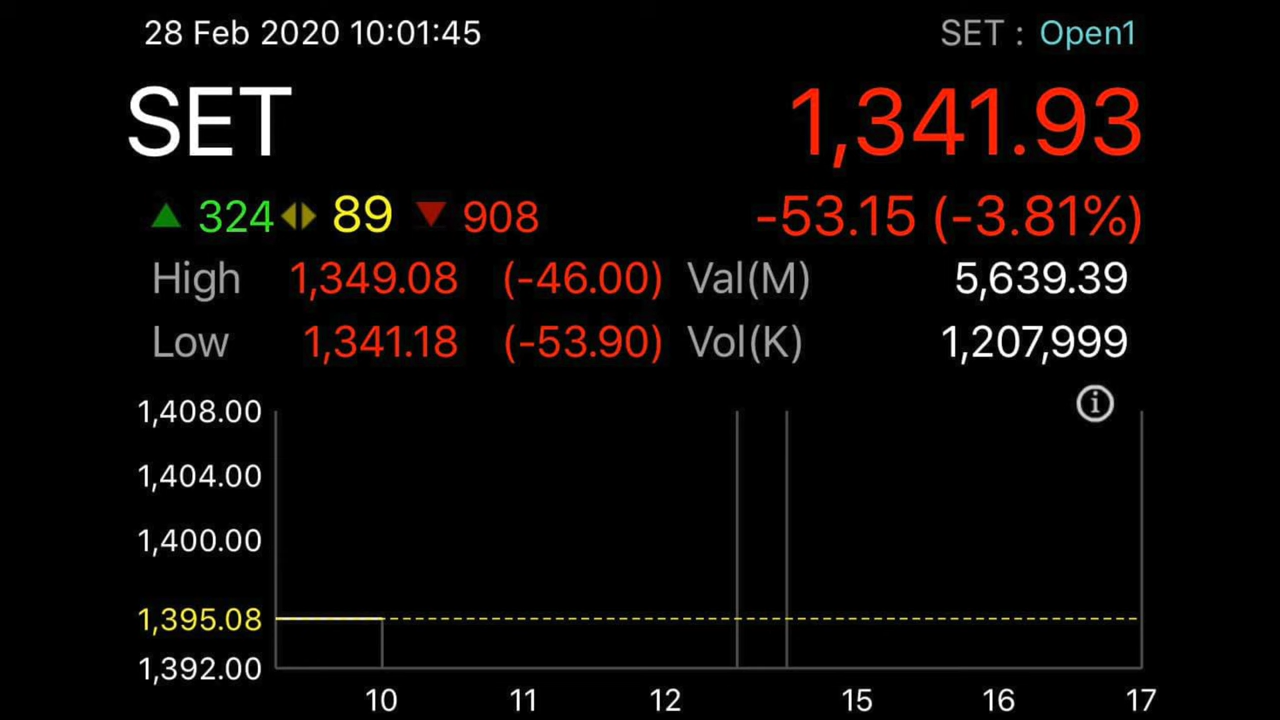 28 Feb 2020 10:01:45 SET : Open1
SET 1,341.93
324 89 908 -53.15 (-3.81%)
High 1,349.08 (-46.00) Val(M) 5,639.39
Low 1,341.18 (-53.90) Vol(K) 1,207,999
i
1,408.00
1,404.00
1,400.00
1,395.08
1,392.00
10 11 12 15 16 17